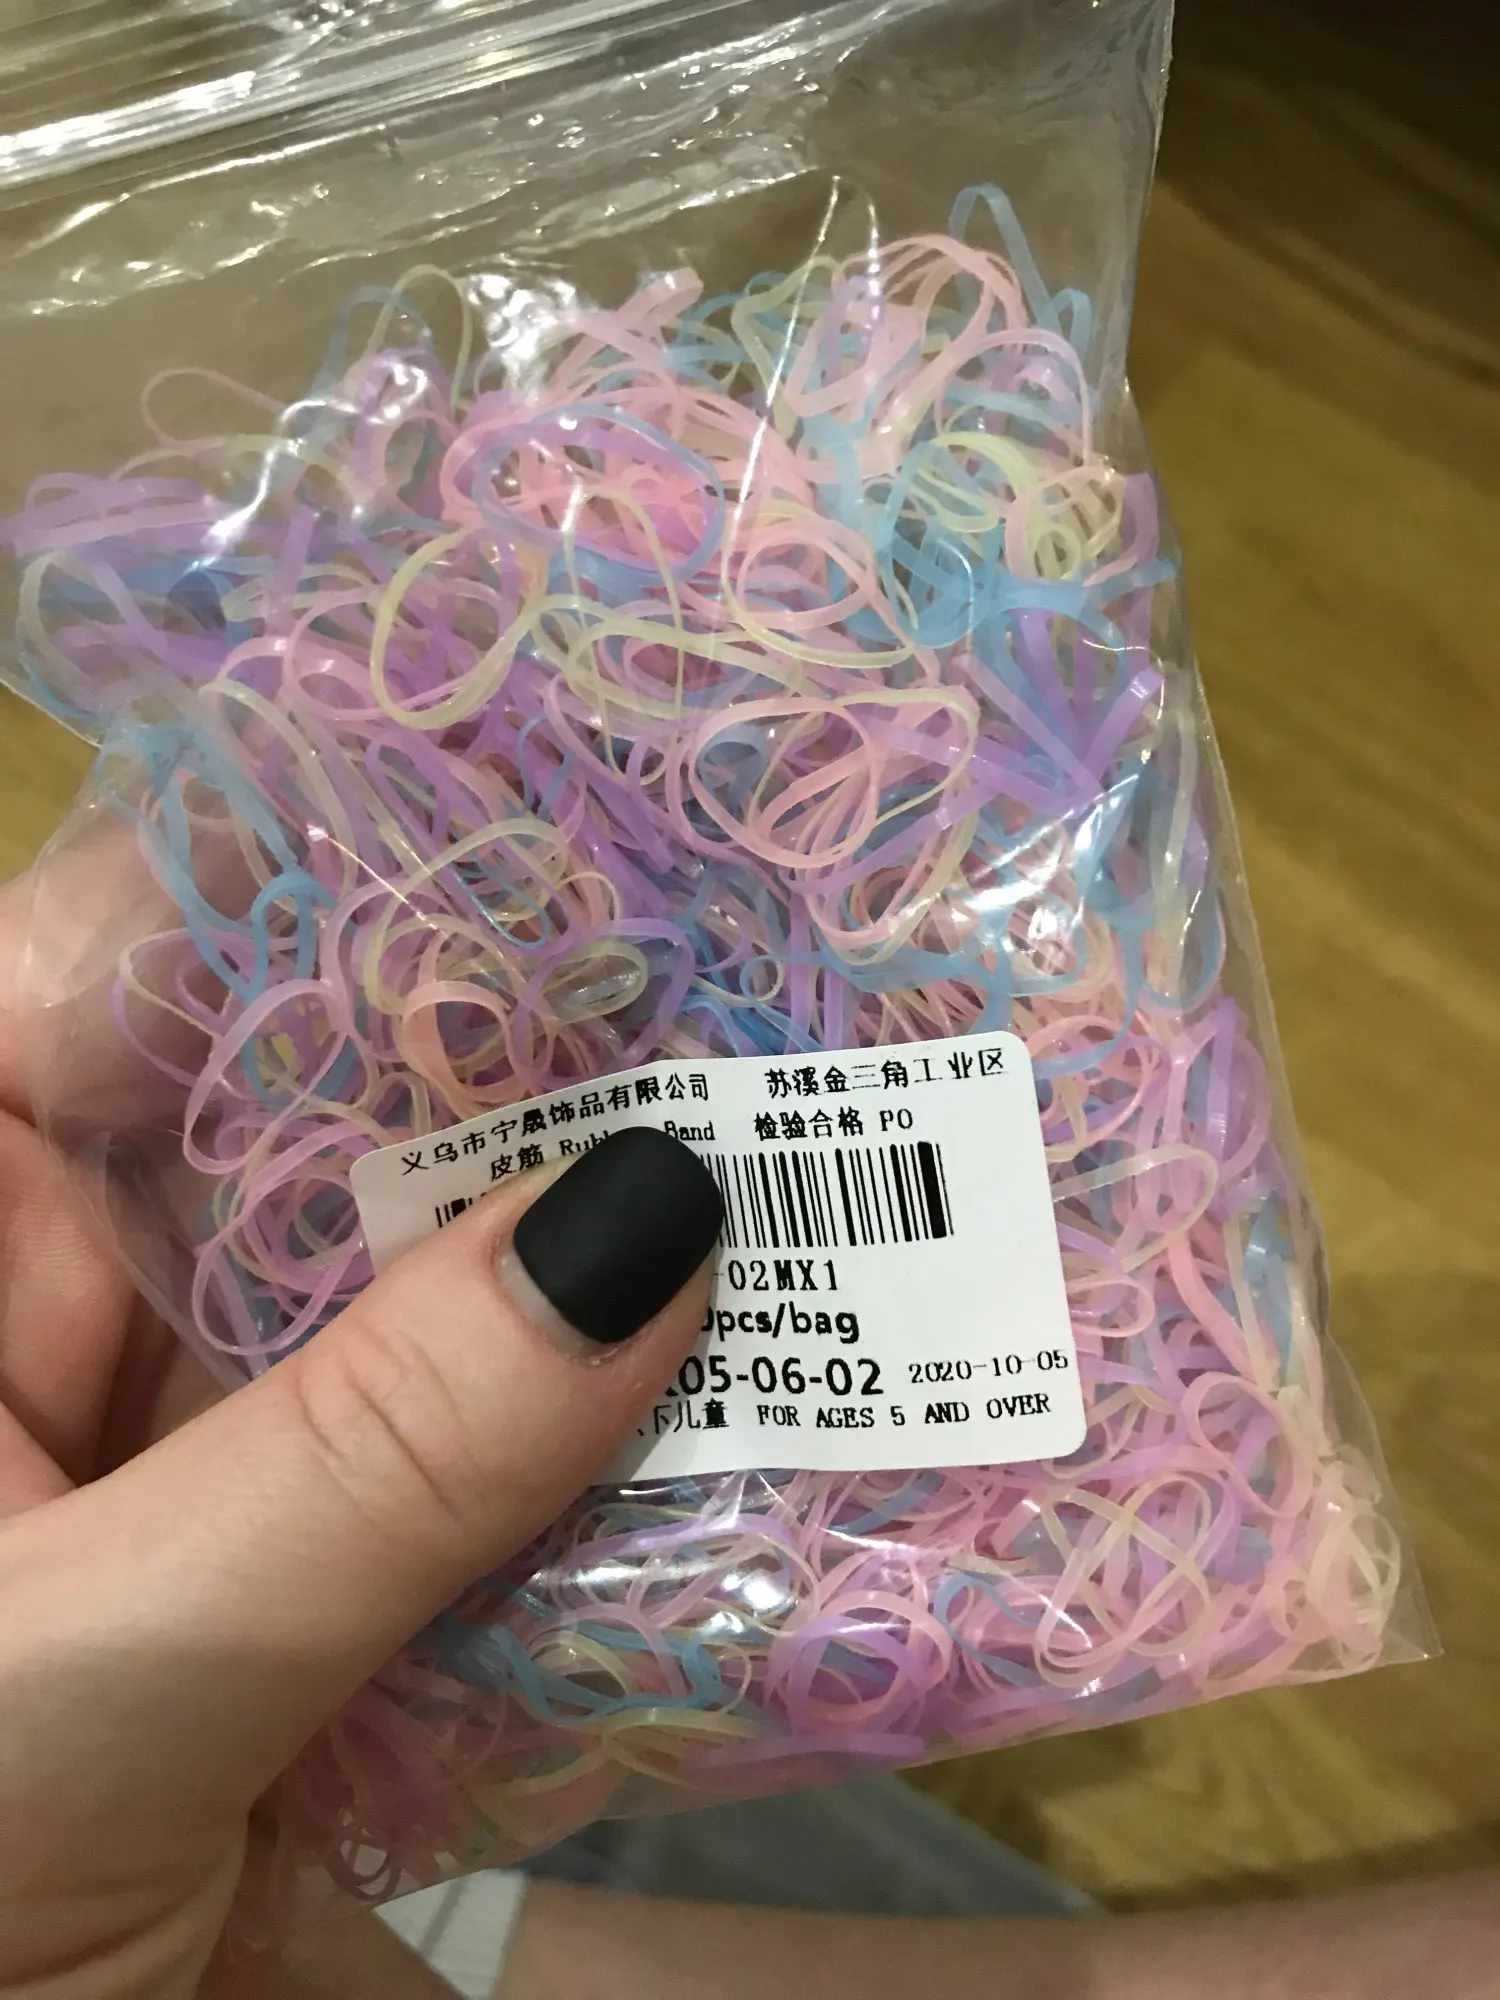 义乌市宁晟饰品有限公司 苏溪金三角工业区
皮筋 Band 检验合格 PO
-02MX1
pcs/bag
05-06-02 2020-10-05
下儿童 FOR AGES 5 AND OVER